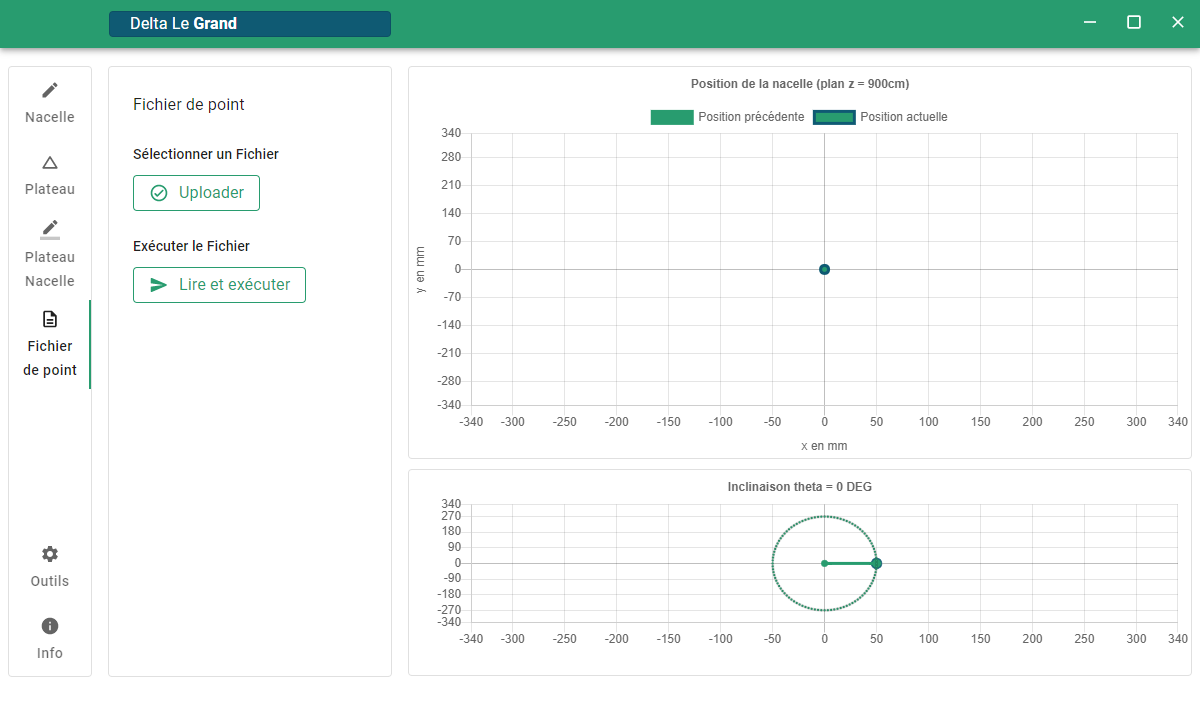 Delta Le Grand
Nacelle
Plateau
Plateau
Nacelle
Fichier
de point
Outils
Info
Fichier de point
Sélectionner un Fichier
Uploader
Exécuter le Fichier
Lire et exécuter
Position de la nacelle (plan z = 900cm)
Position précédente Position actuelle
340
280
210
140
70
0
-70
-140
-210
-280
-340
y en mm
-340 -300 -250 -200 -150 -100 -50 0 50 100 150 200 250 300 340
x en mm
Inclinaison theta = 0 DEG
340
270
180
90
0
-90
-180
-270
-340
-340 -300 -250 -200 -150 -100 -50 0 50 100 150 200 250 300 340